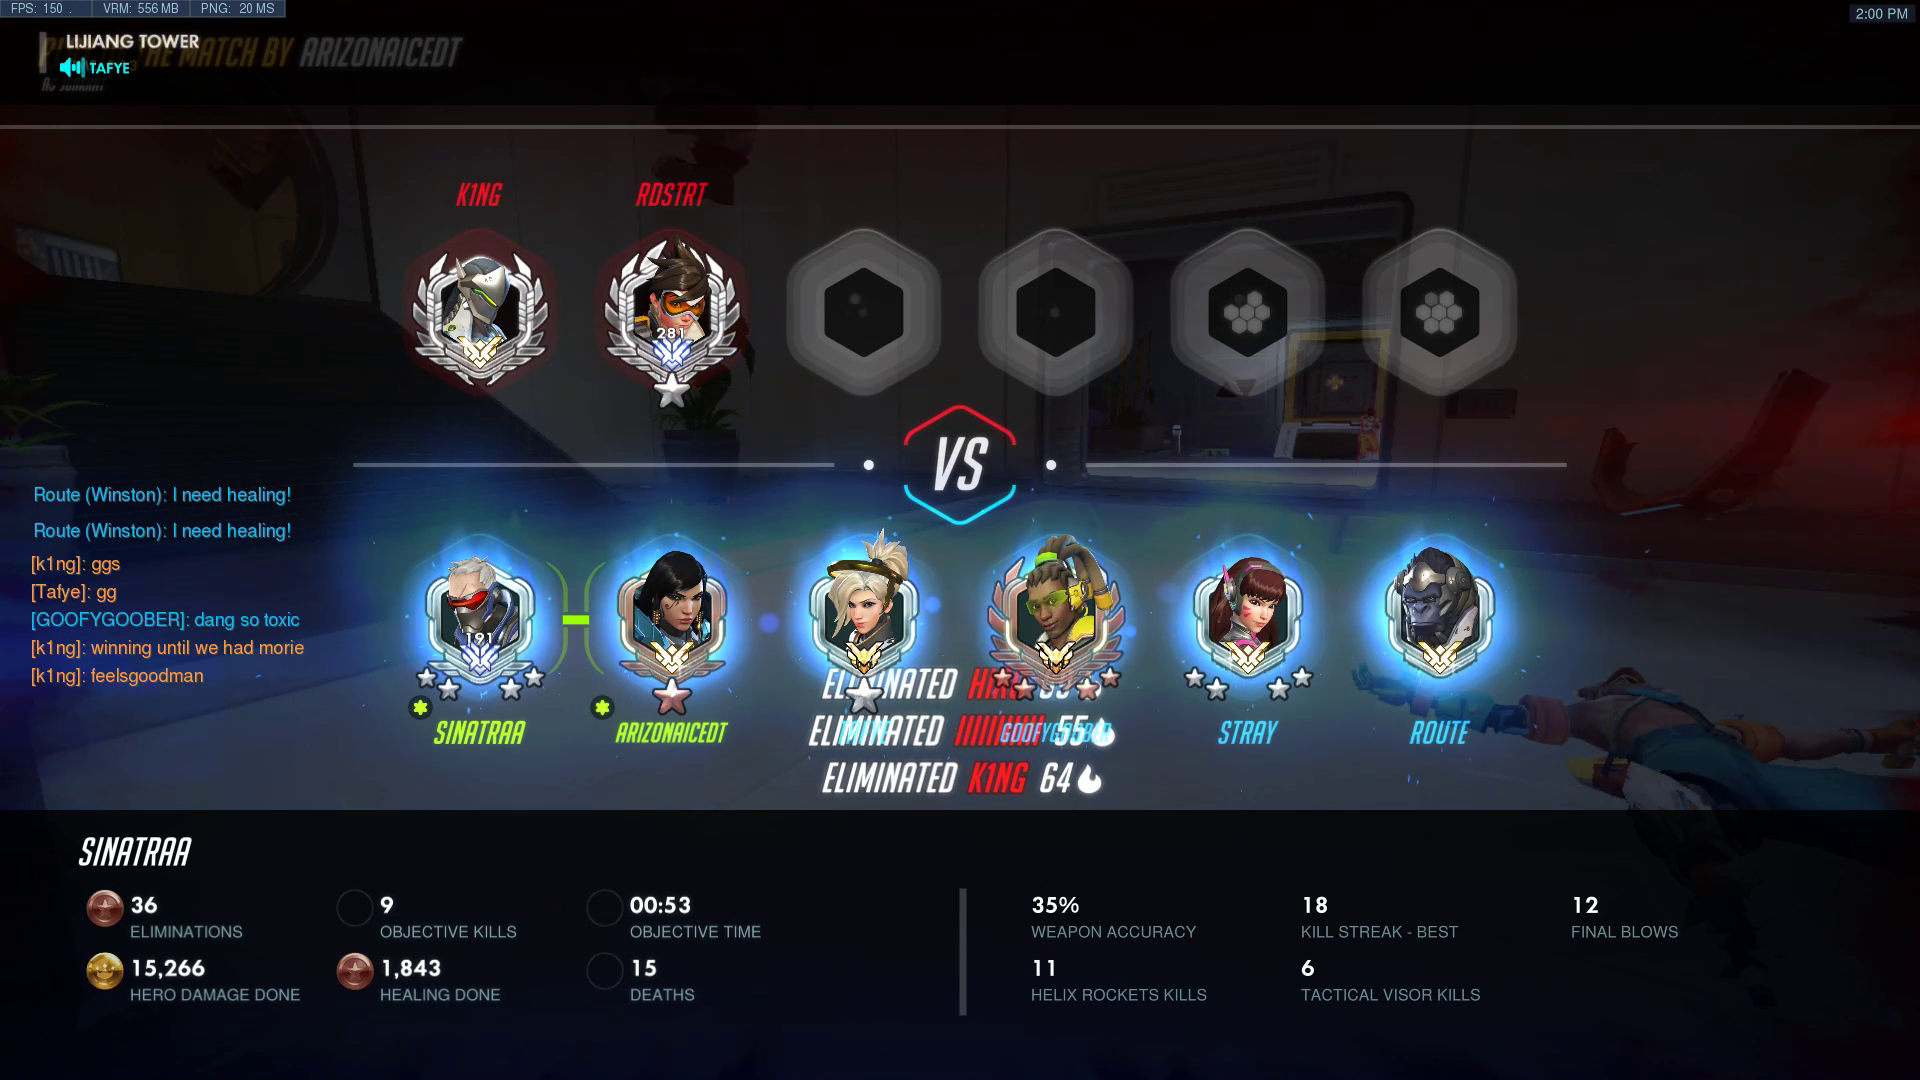 FPS: 150 . VRM: 556 MB PNG: 20 MS
2:00 PM
LIJIANG TOWER
THE MATCH BY ARIZONAICEDT
TAFYE
K1NG
RDSTRT
281
VS
Route (Winston): I need healing!
Route (Winston): I need healing!
[k1ng]: ggs
[Tafye]: gg
[GOOFYGOOBER]: dang so toxic
[k1ng]: winning until we had morie
[k1ng]: feelsgoodman
191
ELIMINATED
SINATRAA
ARIZONAICEDT
ELIMINATED 55
GOOFYGOOBER
STRAY
ROUTE
ELIMINATED K1NG 64
SINATRAA
36
ELIMINATIONS
9
OBJECTIVE KILLS
00:53
OBJECTIVE TIME
35%
WEAPON ACCURACY
18
KILL STREAK - BEST
12
FINAL BLOWS
15,266
HERO DAMAGE DONE
1,843
HEALING DONE
15
DEATHS
11
HELIX ROCKETS KILLS
6
TACTICAL VISOR KILLS